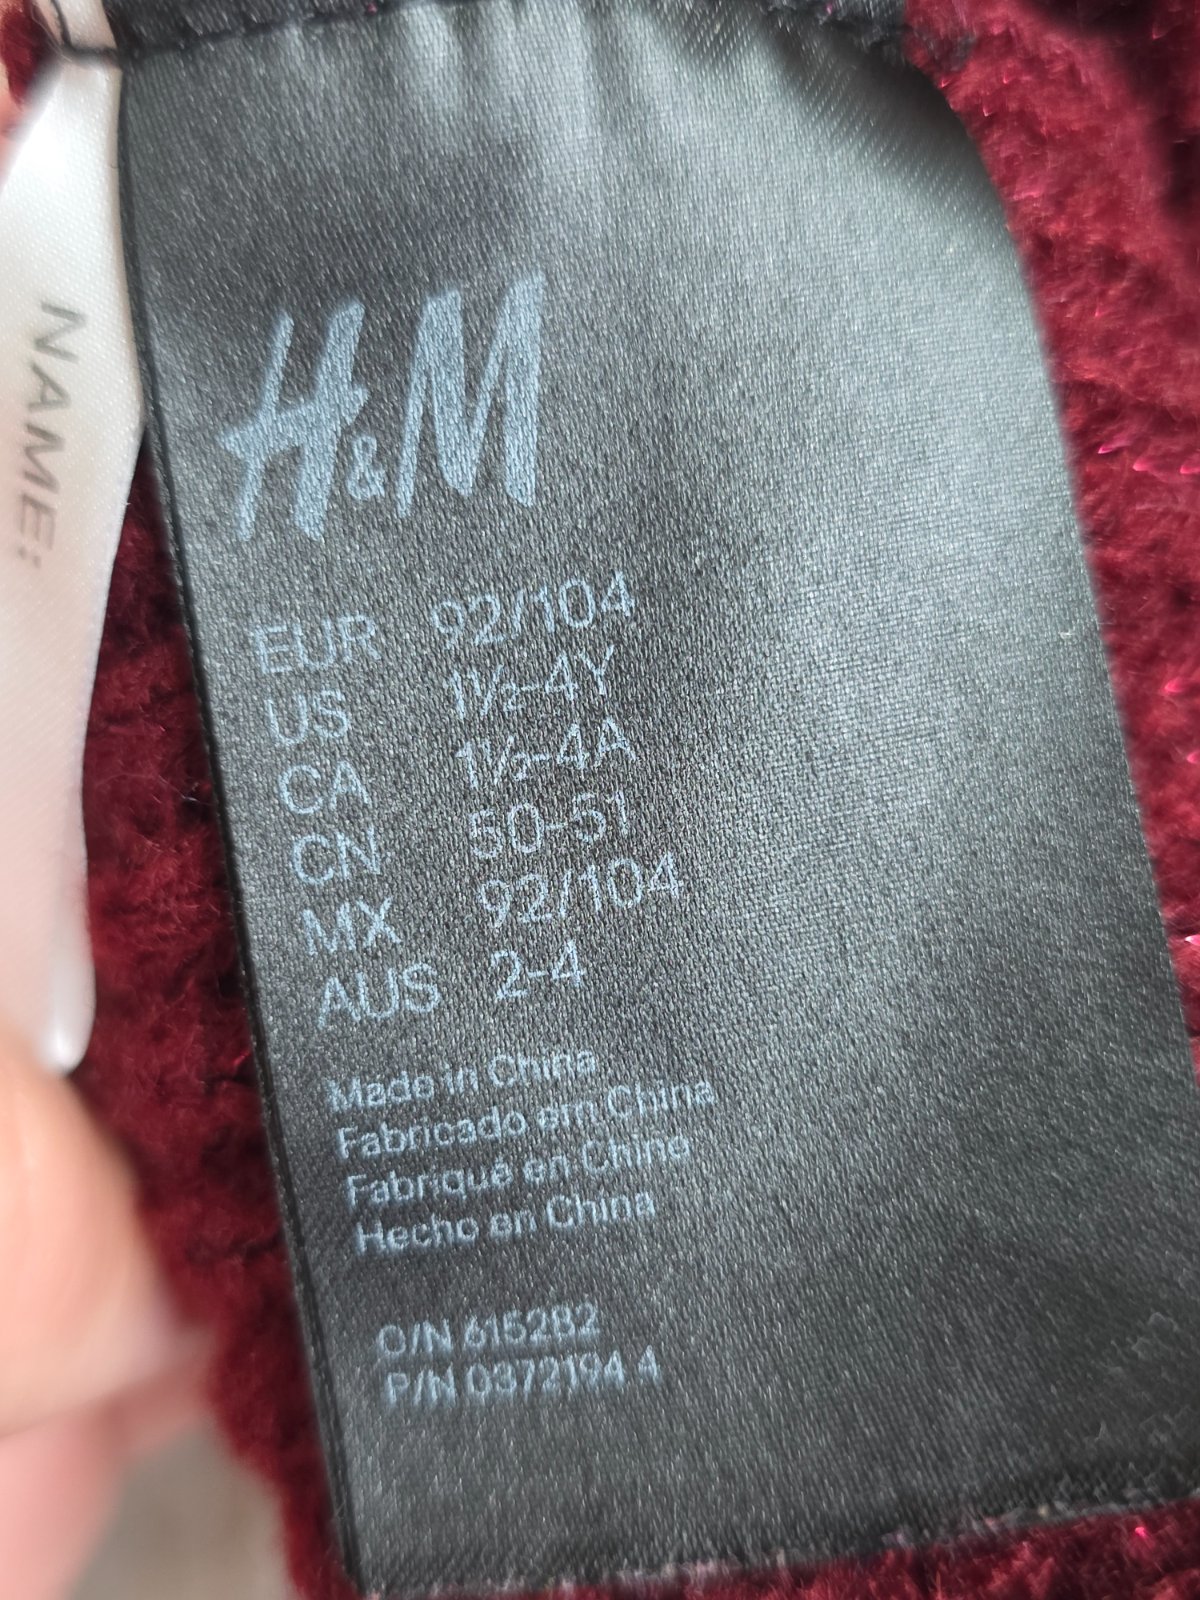 NAME:
H&M
EUR 92/104
US 1½-4Y
CA 1½-4A
CN 50-51
MX 92/104
AUS 2-4
Made in China
Fabricado em China
Fabriqué en Chine
Hecho en China
O/N 615282
P/N 0372194 4